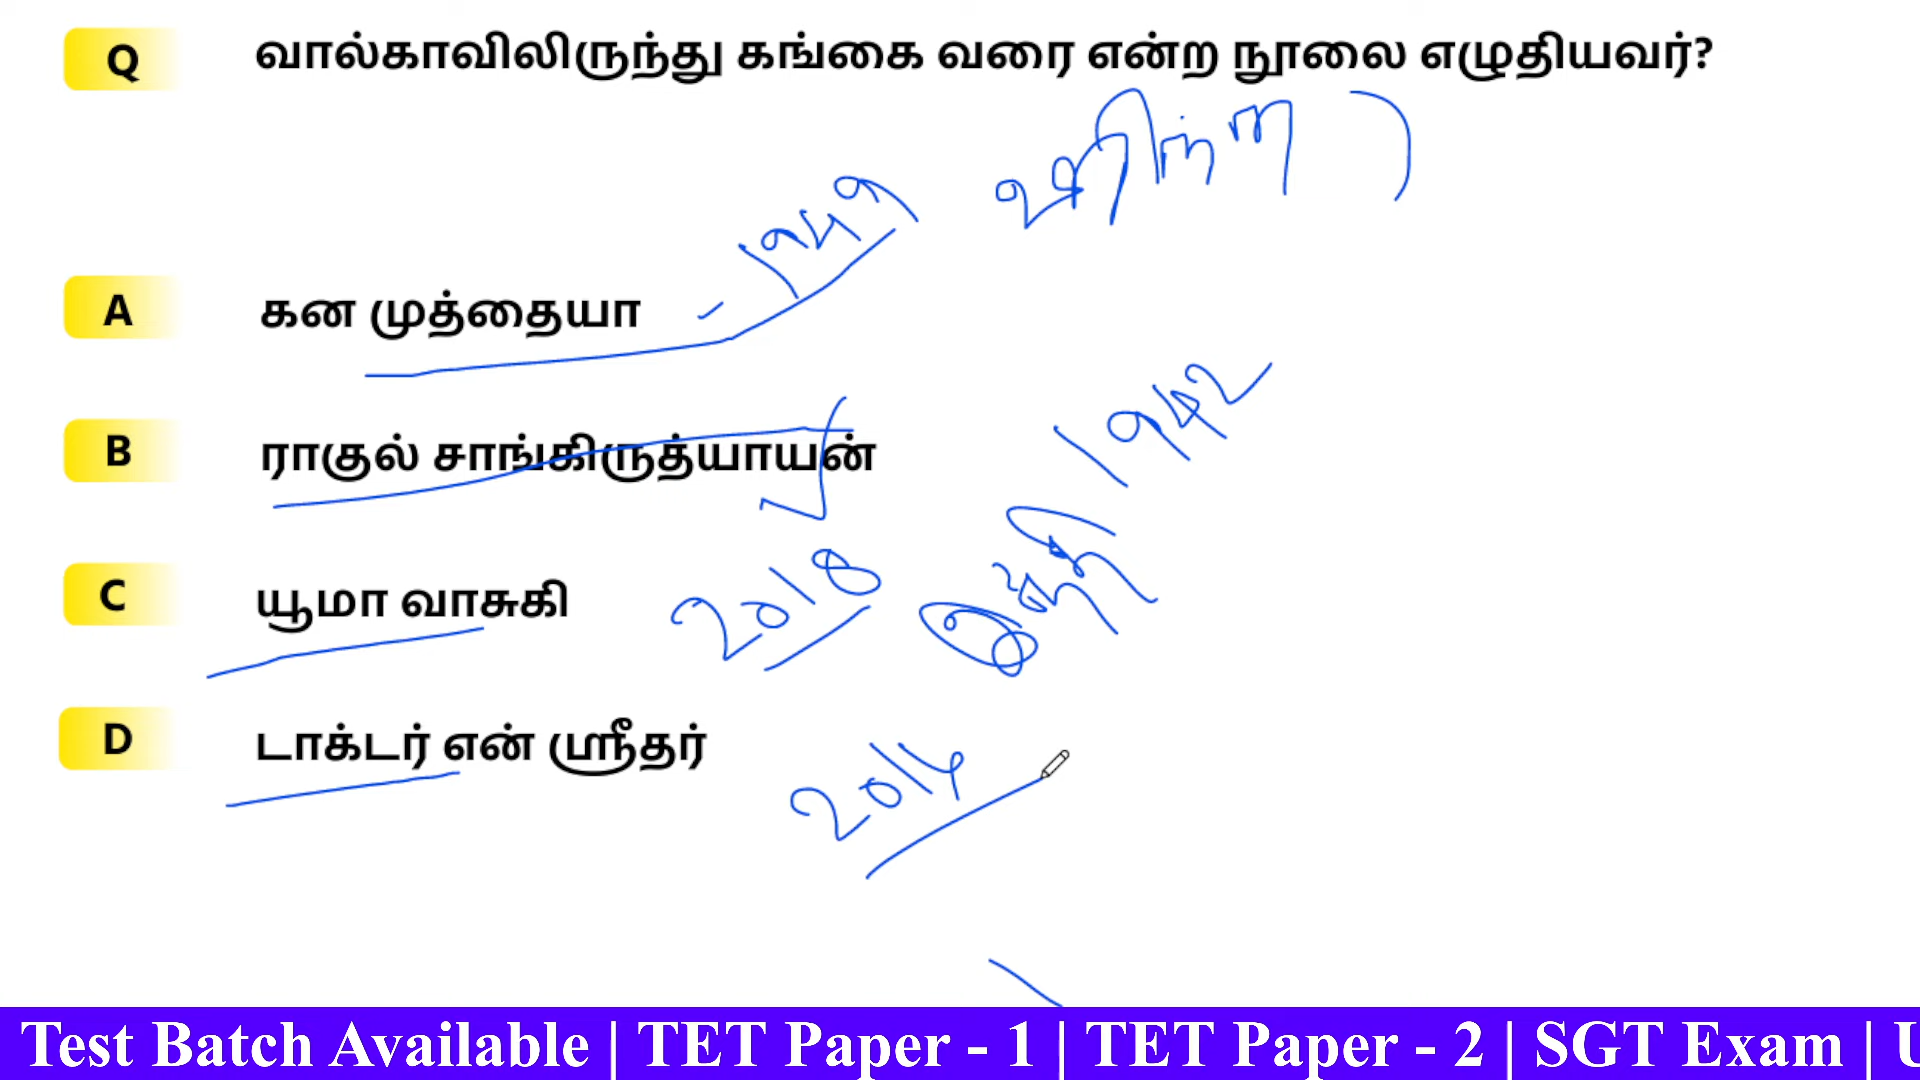 Q வால்காவிலிருந்து கங்கை வரை என்ற நூலை எழுதியவர்?
A கன முத்தையா - 1949
B ராகுல் சாங்கிருத்யாயன்
1942
C யூமா வாசுகி 2018
D டாக்டர் என் ஸ்ரீதர்
2014
Test Batch Available | TET Paper - 1 | TET Paper - 2 | SGT Exam | U